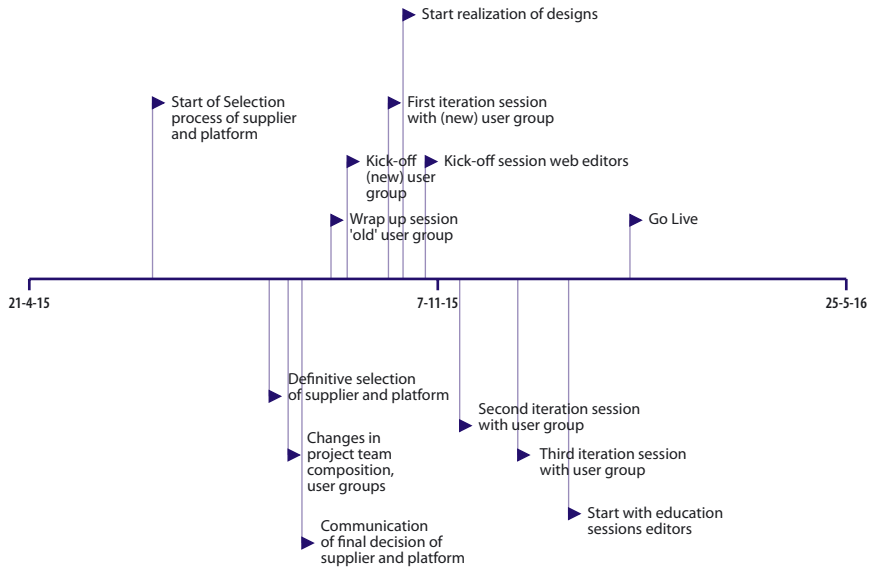 Start realization of designs
Start of Selection
process of supplier
and platform
First iteration session
with (new) user group
Kick-off
(new) user
group
Kick-off session web editors
Wrap up session
'old' user group
Go Live
21-4-15
7-11-15
25-5-16
Definitive selection
of supplier and platform
Second iteration session
with user group
Changes in
project team
composition,
user groups
Third iteration session
with user group
Start with education
sessions editors
Communication
of final decision of
supplier and platform